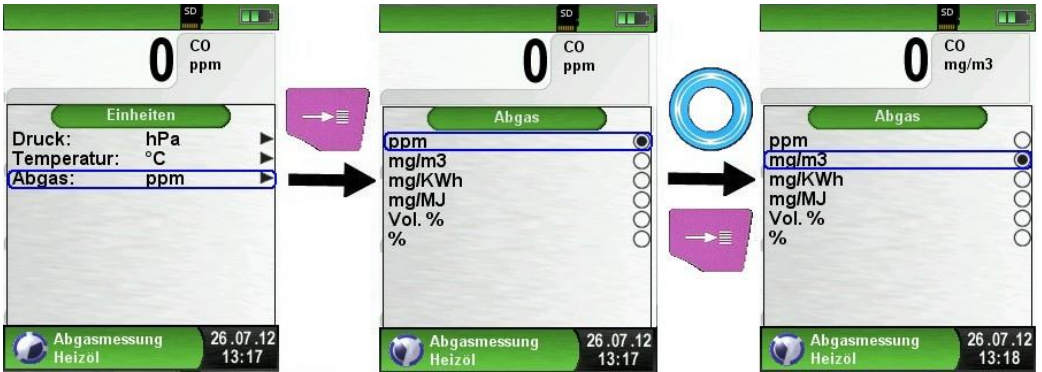 SD
0 CO
ppm
Einheiten
Druck: hPa
Temperatur: °C
Abgas: ppm
Abgasmessung
Heizöl
26.07.12
13:17
SD
0 CO
ppm
Abgas
ppm
mg/m3
mg/KWh
mg/MJ
Vol. %
%
Abgasmessung
Heizöl
26.07.12
13:17
SD
0 CO
mg/m3
Abgas
ppm
mg/m3
mg/KWh
mg/MJ
Vol. %
%
Abgasmessung
Heizöl
26.07.12
13:18